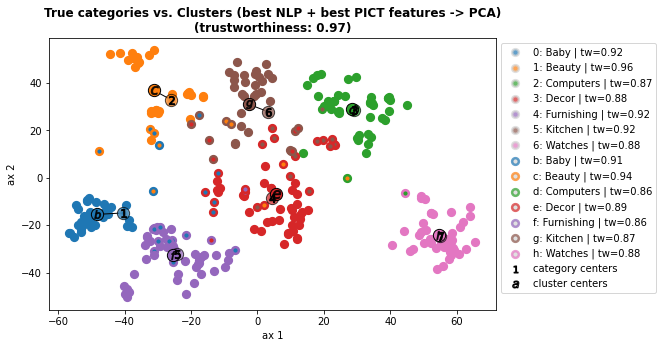 True categories vs. Clusters (best NLP + best PICT features -> PCA)
(trustworthiness: 0.97)
ax 2
40
20
0
−20
−40
−60
−40
−20
0
20
40
60
ax 1
c
2
g
6
b
1
h
0: Baby | tw=0.92
1: Beauty | tw=0.96
2: Computers | tw=0.87
3: Decor | tw=0.88
4: Furnishing | tw=0.92
5: Kitchen | tw=0.92
6: Watches | tw=0.88
b: Baby | tw=0.91
c: Beauty | tw=0.94
d: Computers | tw=0.86
e: Decor | tw=0.89
f: Furnishing | tw=0.86
g: Kitchen | tw=0.87
h: Watches | tw=0.88
1 category centers
a cluster centers